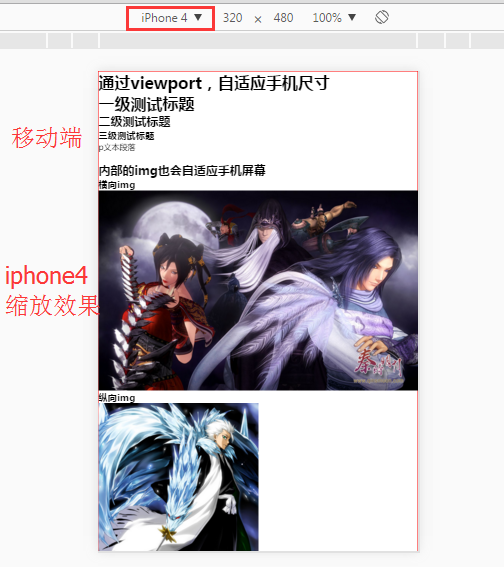 iPhone 4 ▼ 320 × 480 100% ▼
通过viewport，自适应手机尺寸
一级测试标题
二级测试标题
三级测试标题
p文本段落
移动端
内部的img也会自适应手机屏幕
横向img
iphone4
缩放效果
纵向img